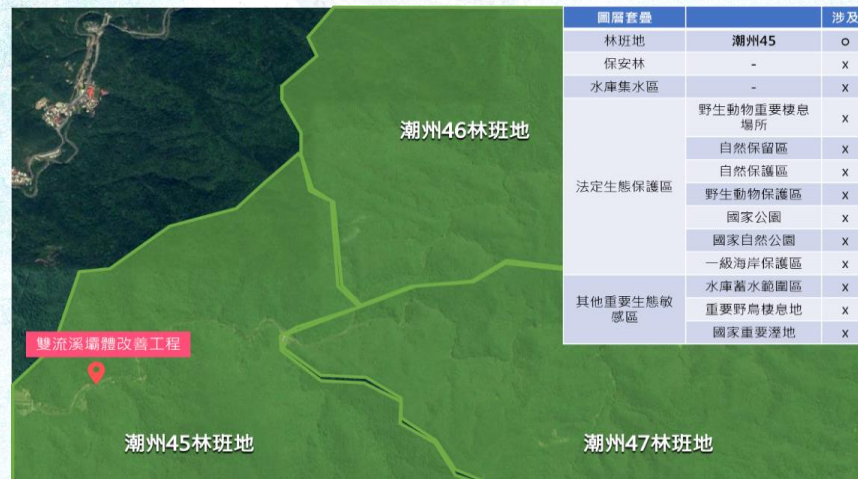 潮州46林班地
雙流溪壩體改善工程
潮州45林班地
潮州47林班地
圖層套疊 涉及
林班地 潮州45 o
保安林 - x
水庫集水區 - x
法定生態保護區
野生動物重要棲息
場所 x
自然保留區 x
自然保護區 x
野生動物保護區 x
國家公園 x
國家自然公園 x
一級海岸保護區 x
其他重要生態敏
感區
水庫蓄水範圍區 x
重要野鳥棲息地 x
國家重要溼地 x